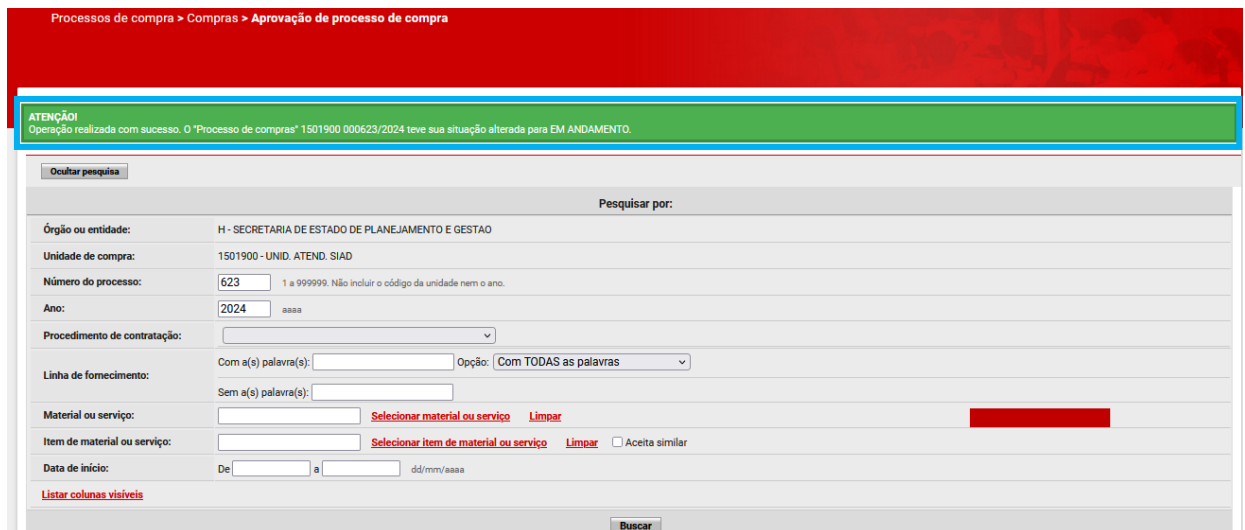 Processos de compra > Compras > Aprovação de processo de compra
ATENÇÃO!
Operação realizada com sucesso. O "Processo de compras" 1501900 000623/2024 teve sua situação alterada para EM ANDAMENTO.
Ocultar pesquisa
Pesquisar por:
Órgão ou entidade: H - SECRETARIA DE ESTADO DE PLANEJAMENTO E GESTAO
Unidade de compra: 1501900 - UNID. ATEND. SIAD
Número do processo: 623 1 a 999999. Não incluir o código da unidade nem o ano.
Ano: 2024 aaaa
Procedimento de contratação:
Linha de fornecimento: Com a(s) palavra(s): Opção: Com TODAS as palavras
Sem a(s) palavra(s):
Material ou serviço: Selecionar material ou serviço Limpar
Item de material ou serviço: Selecionar item de material ou serviço Limpar Aceita similar
Data de início: De a dd/mm/aaaa
Listar colunas visíveis
Buscar